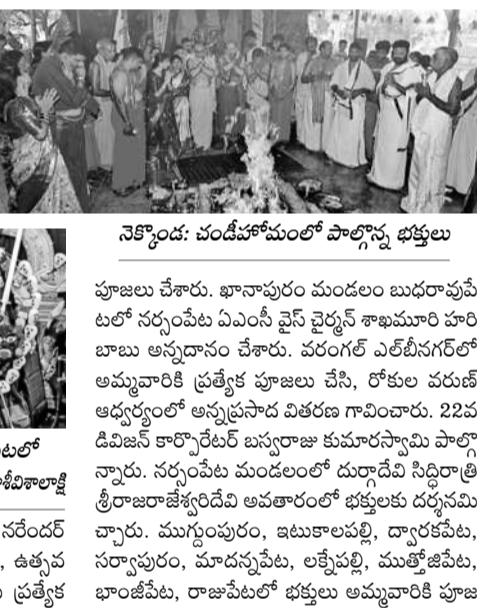 నెక్కొండ: చండీహోమంలో పాల్గొన్న భక్తులు
పూజలు చేశారు. ఖానాపురం మండలం బుధరావుపే
టలో నర్సంపేట ఏఎంసీ వైస్ చైర్మన్ శాఖమూరి హరి
బాబు అన్నదానం చేశారు. వరంగల్ ఎల్‌బీనగర్‌లో
అమ్మవారికి ప్రత్యేక పూజలు చేసి, రోకుల వరుణ్
ఆధ్వర్యంలో అన్నప్రసాద వితరణ గావించారు. 22వ
డివిజన్ కార్పొరేటర్ బస్వరాజు కుమారస్వామి పాల్గొ
న్నారు. నర్సంపేట మండలంలో దుర్గాదేవి సిద్ధిరాత్రి
శ్రీరాజరాజేశ్వరిదేవి అవతారంలో భక్తులకు దర్శనమి
చ్చారు. ముగ్దుంపురం, ఇటుకాలపల్లి, ద్వారకపేట,
సర్వాపురం, మాదన్నపేట, లక్నేపల్లి, ముత్తోజిపేట,
భాంజీపేట, రాజుపేటలో భక్తులు అమ్మవారికి పూజ
టలో
శీవిశాలాక్షి
నరేందర్
, ఉత్సవ
ప్రత్యేక